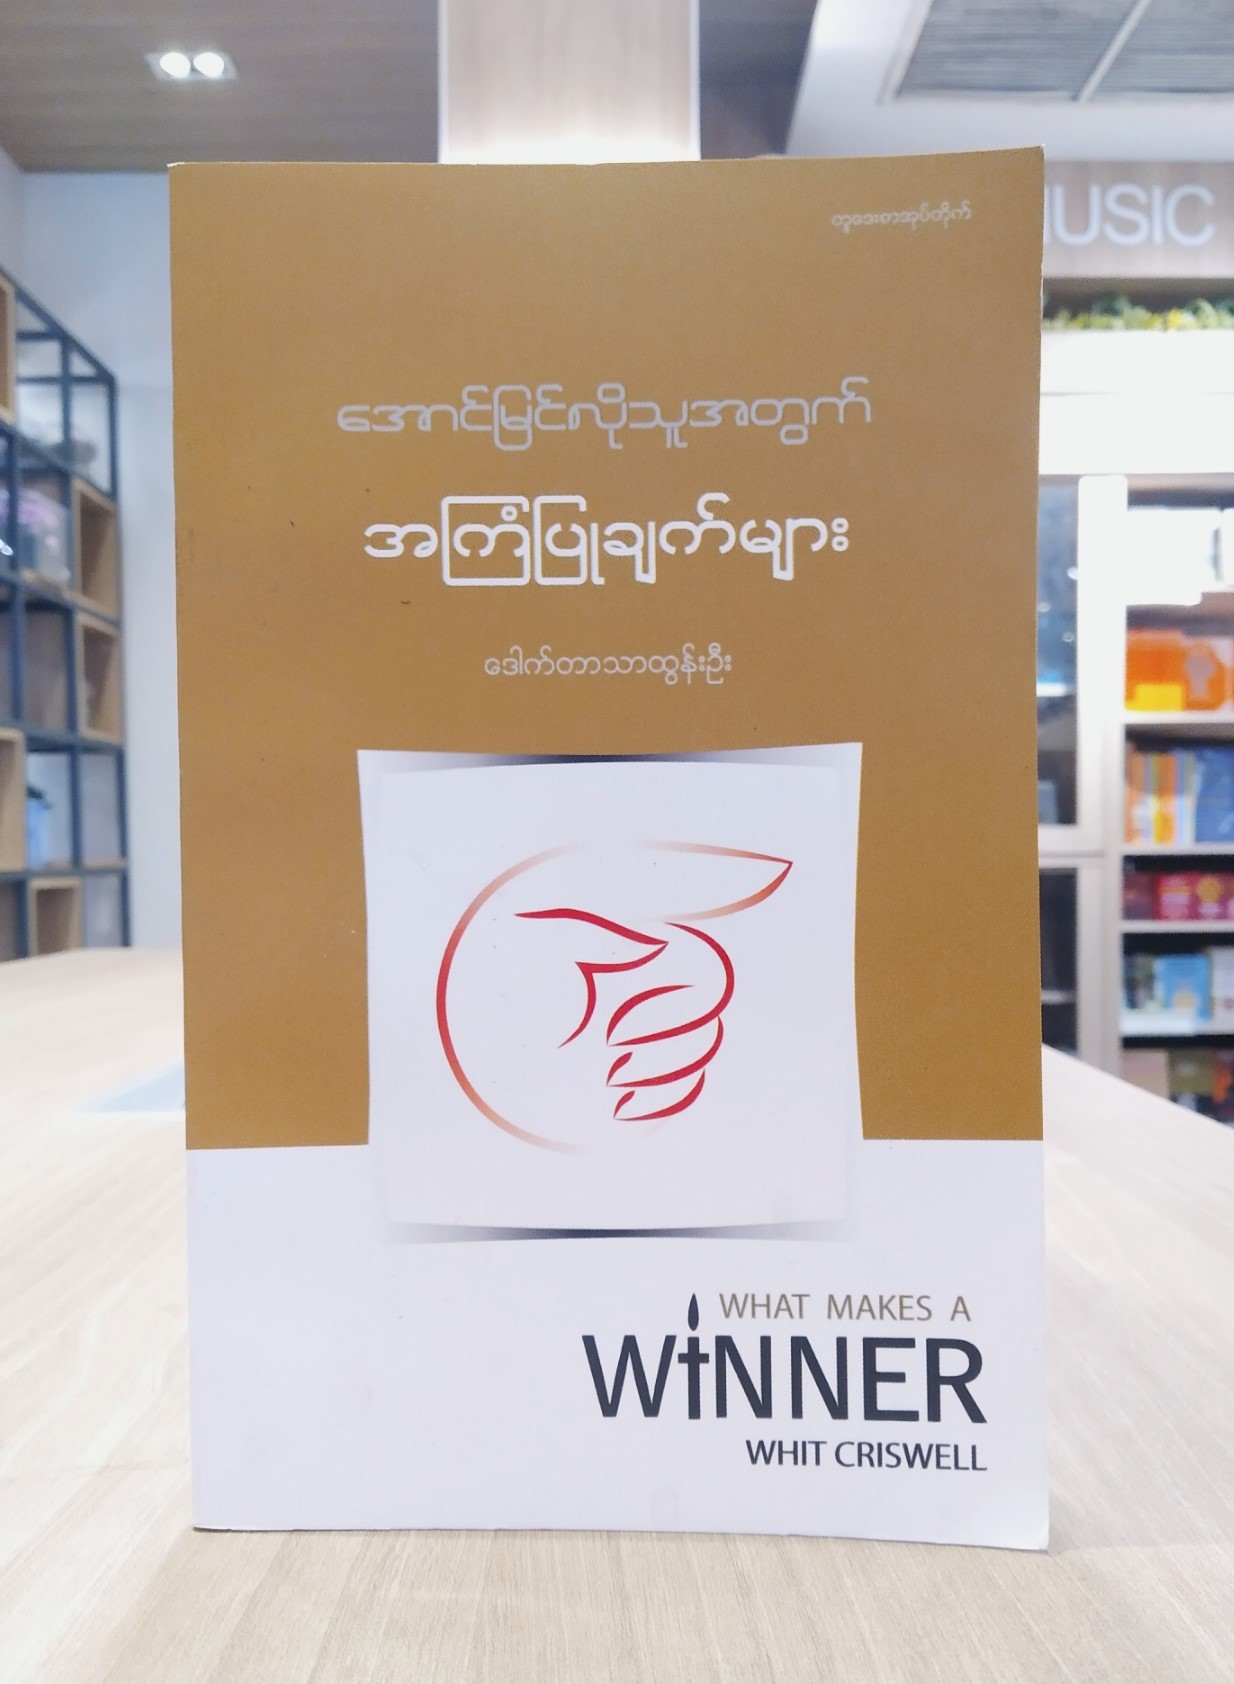 တူဒေးစာအုပ်တိုက်
MUSIC
အောင်မြင်လိုသူအတွက်
အကြံပြုချက်များ
ဒေါက်တာသာထွန်းဦး
WHAT MAKES A
WINNER
WHIT CRISWELL